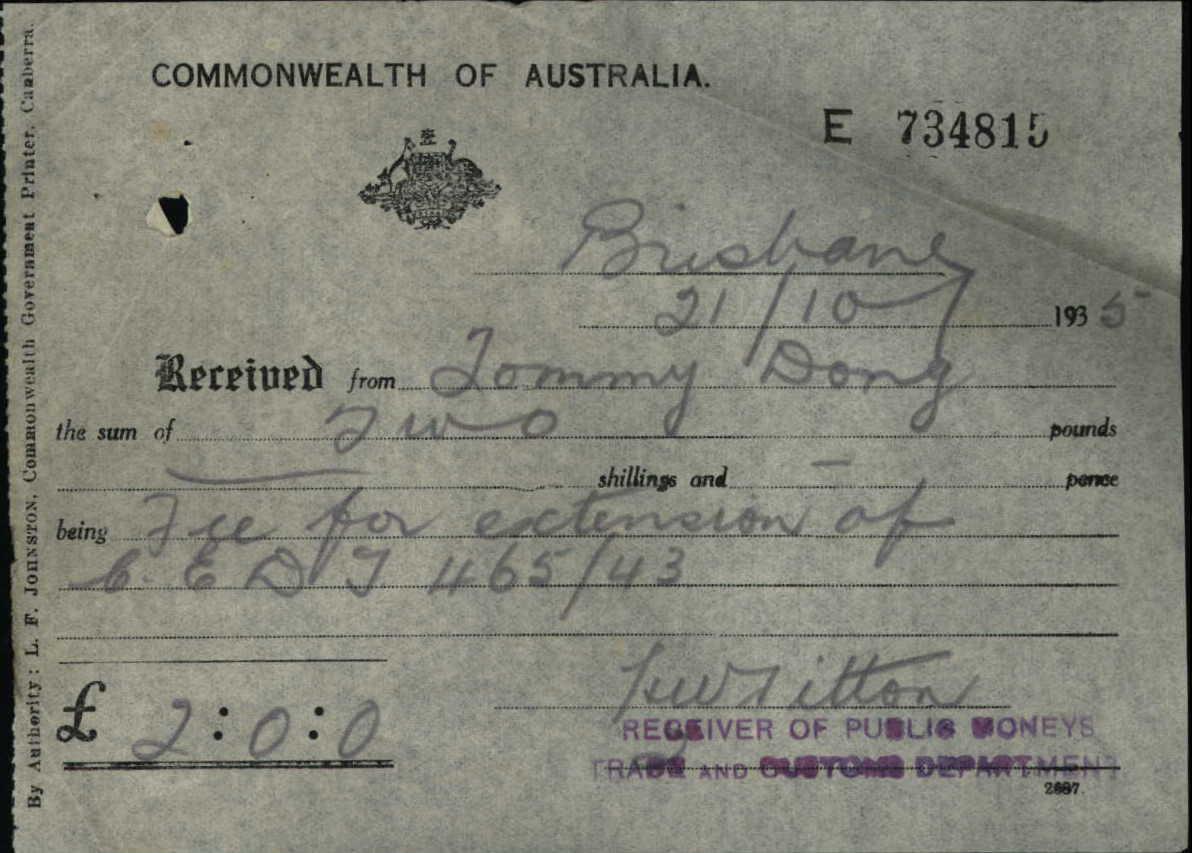 COMMONWEALTH OF AUSTRALIA.
E 734815
Brisbane
21/10 1935
Received from Tommy Dong
the sum of Two pounds
— shillings and — pence
being Fee for extension of
C. E D T 465/43
£ 2:0:0
Titton
RECEIVER OF PUBLIC MONEYS
TRADE AND CUSTOMS DEPARTMENT
2687.
By Authority: L. F. JOHNSTON, Commonwealth Government Printer, Canberra.